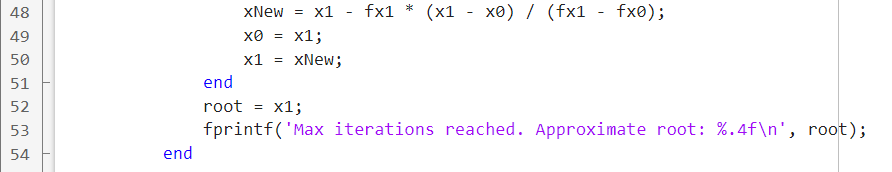 48 xNew = x1 - fx1 * (x1 - x0) / (fx1 - fx0);
49 x0 = x1;
50 x1 = xNew;
51 end
52 root = x1;
53 fprintf('Max iterations reached. Approximate root: %.4f\n', root);
54 end